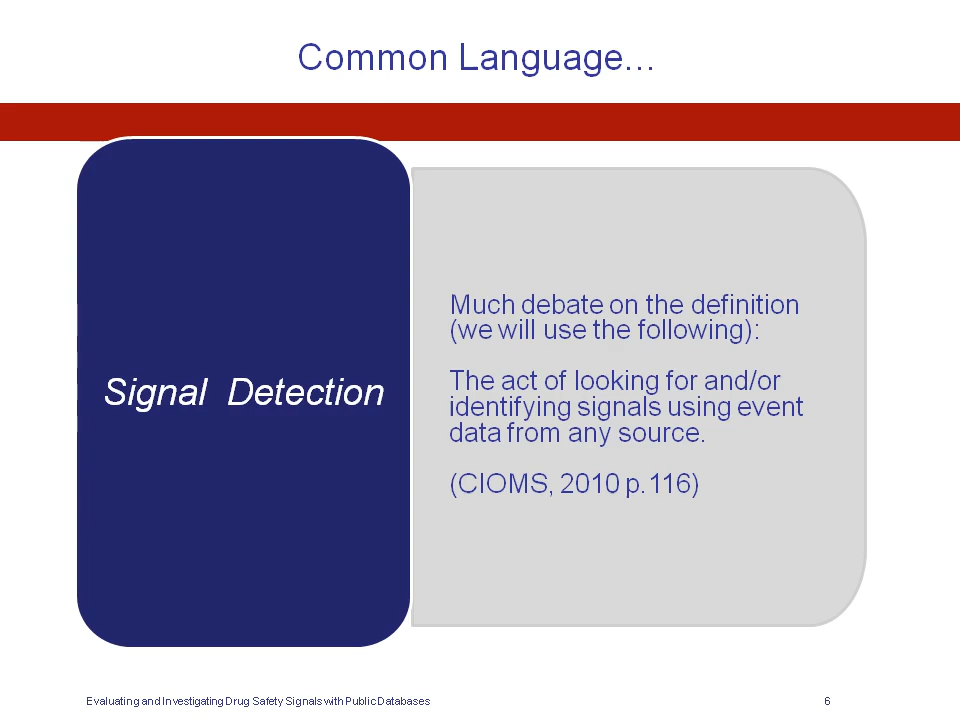 Common Language...
Signal Detection
Much debate on the definition
(we will use the following):
The act of looking for and/or
identifying signals using event
data from any source.
(CIOMS, 2010 p.116)
Evaluating and Investigating Drug Safety Signals with Public Databases
6